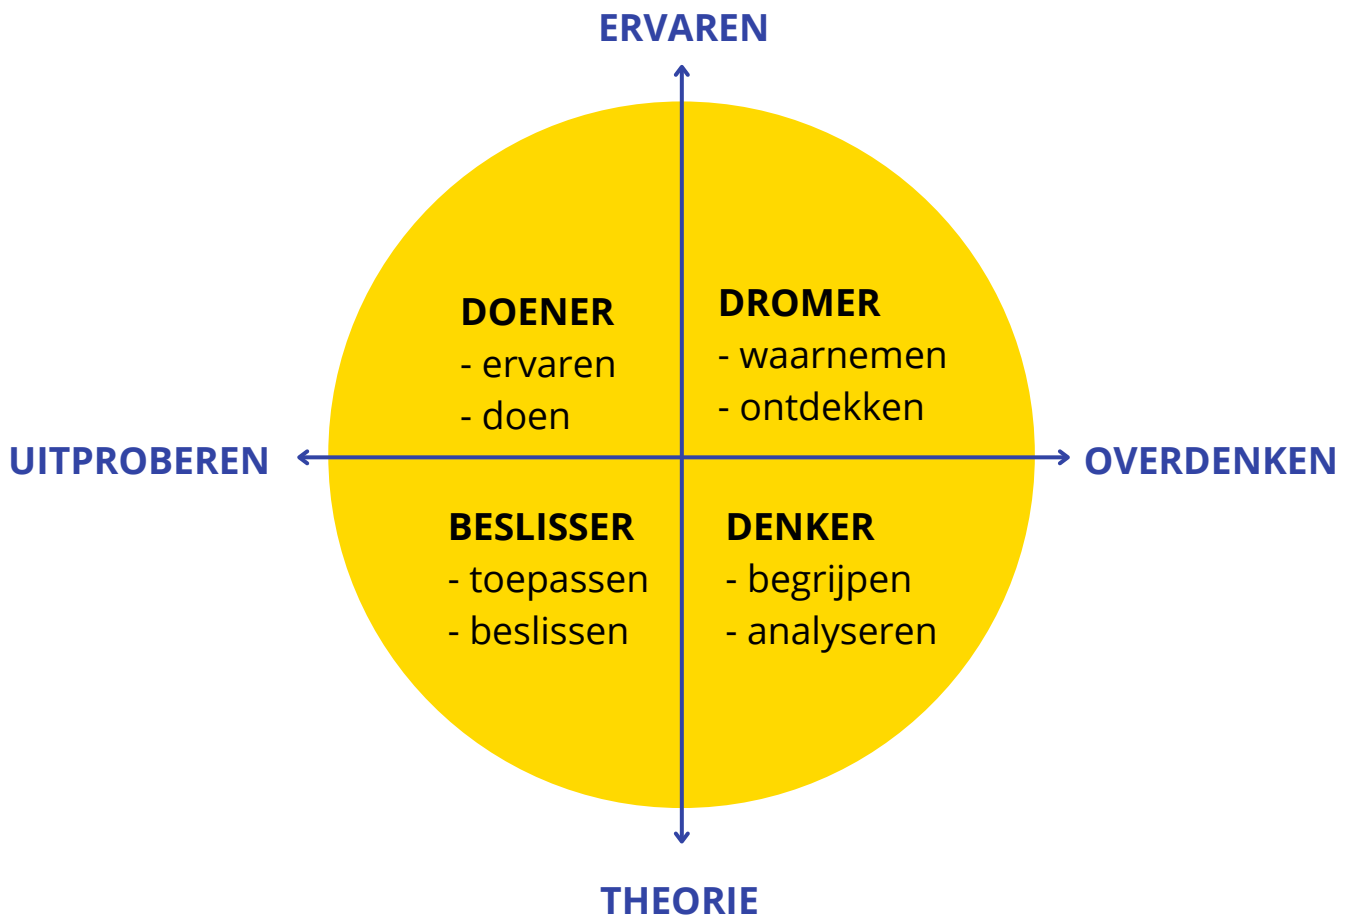 ERVAREN
DOENER
- ervaren
- doen
DROMER
- waarnemen
- ontdekken
UITPROBEREN
OVERDENKEN
BESLISSER
- toepassen
- beslissen
DENKER
- begrijpen
- analyseren
THEORIE